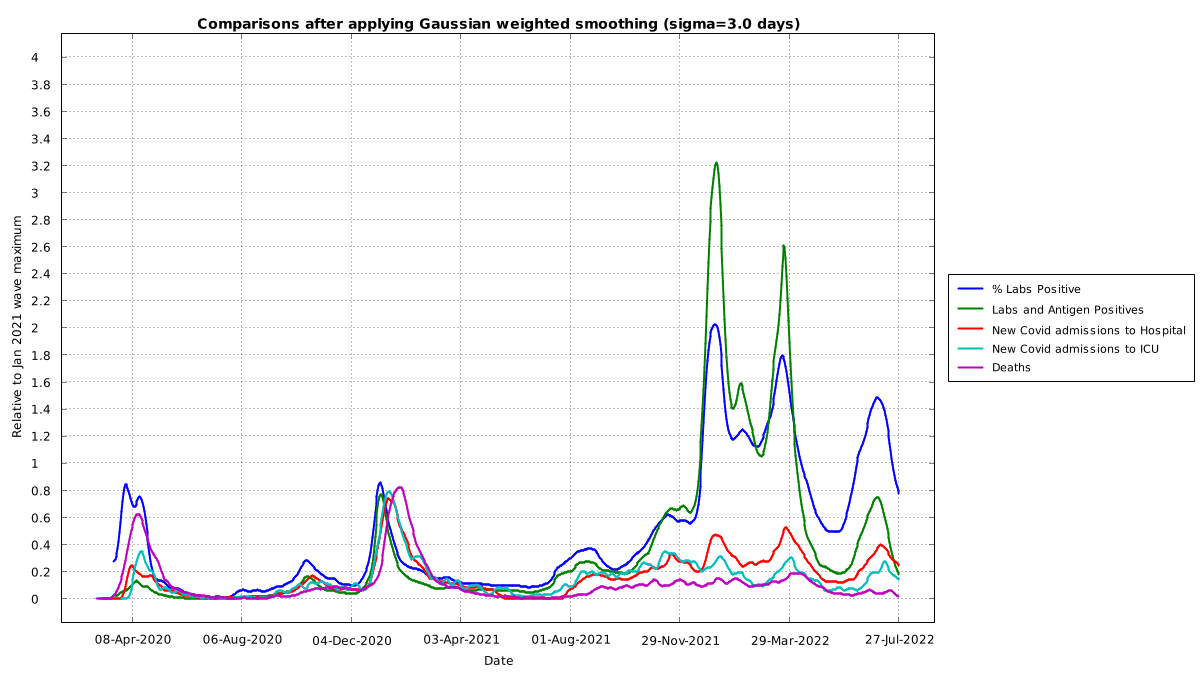 Comparisons after applying Gaussian weighted smoothing (sigma=3.0 days)
Relative to Jan 2021 wave maximum
4
3.8
3.6
3.4
3.2
3
2.8
2.6
2.4
2.2
2
1.8
1.6
1.4
1.2
1
0.8
0.6
0.4
0.2
0
08-Apr-2020 06-Aug-2020 04-Dec-2020 03-Apr-2021 01-Aug-2021 29-Nov-2021 29-Mar-2022 27-Jul-2022
Date
% Labs Positive
Labs and Antigen Positives
New Covid admissions to Hospital
New Covid admissions to ICU
Deaths